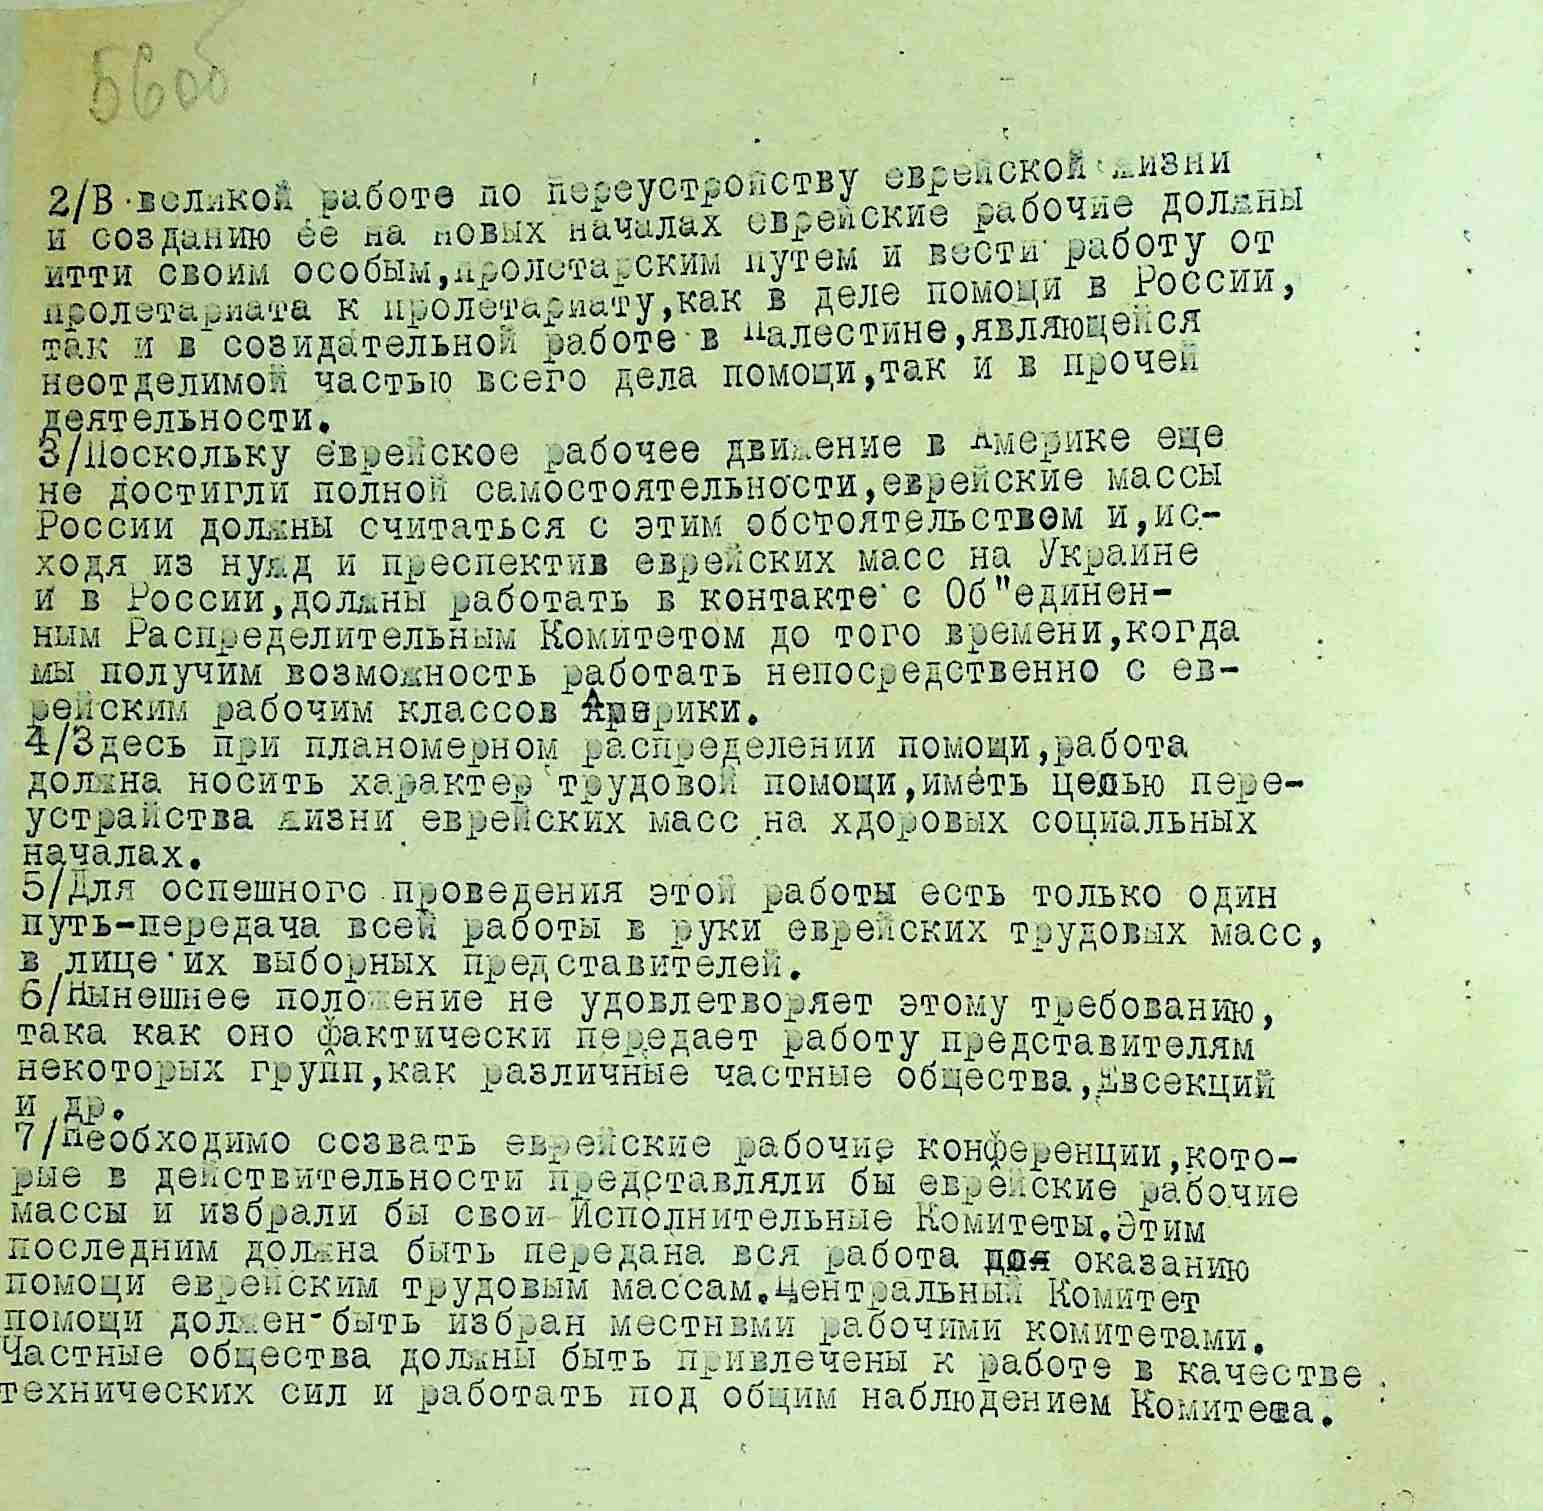 56об
2/В великой работе по переустройству еврейской жизни
и созданию ее на новых началах еврейские рабочие должны
итти своим особым,пролетарским путем и вести работу от
пролетариата к пролетариату,как в деле помощи в России,
так и в созидательной работе в Палестине,являющейся
неотделимой частью всего дела помощи,так и в прочей
деятельности.
3/Поскольку еврейское рабочее движение в Америке еще
не достигли полной самостоятельности,еврейские массы
России должны считаться с этим обстоятельством и,ис-
ходя из нужд и преспектив еврейских масс на Украине
и в России,должны работать в контакте с Об"единен-
ным Распределительным Комитетом до того времени,когда
мы получим возможность работать непосредственно с ев-
рейским рабочим классов Америки.
4/Здесь при планомерном распределении помощи,работа
должна носить характер трудовой помощи,иметь целью пере-
устрайства жизни еврейских масс на хдоровых социальных
началах.
5/Для оспешного проведения этой работы есть только один
путь-передача всей работы в руки еврейских трудовых масс,
в лице их выборных представителей.
6/Нынешнее положение не удовлетворяет этому требованию,
така как оно фактически передает работу представителям
некоторых групп,как различные частные общества,Евсекций
и др.
7/Необходимо созвать еврейские рабочие конференции,кото-
рые в действительности представляли бы еврейские рабочие
массы и избрали бы свои Исполнительные Комитеты.Этим
последним должна быть передана вся работа для оказанию
помощи еврейским трудовым массам.Центральный Комитет
помощи должен быть избран местнвми рабочими комитетами.
Частные общества должны быть привлечены к работе в качестве
технических сил и работать под общим наблюдением Комитета.